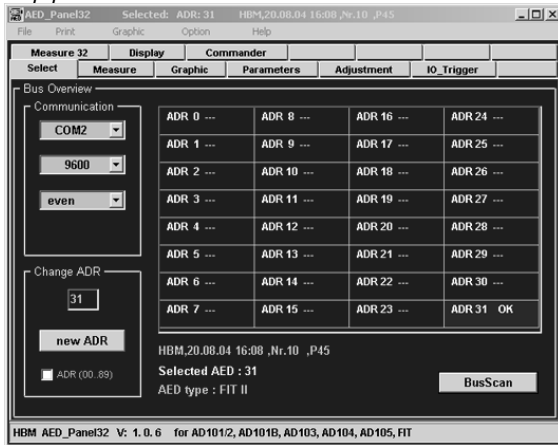 AED_Panel32 Selected: ADR: 31 HBM,20.08.04 16:08 ,Nr.10 ,P45
File Print Graphic Option Help
Measure 32 Display Commander
Select Measure Graphic Parameters Adjustment IO_Trigger
Bus Overview
Communication
COM2
9600
even
ADR 0 --- ADR 8 --- ADR 16 --- ADR 24 ---
ADR 1 --- ADR 9 --- ADR 17 --- ADR 25 ---
ADR 2 --- ADR 10 --- ADR 18 --- ADR 26 ---
ADR 3 --- ADR 11 --- ADR 19 --- ADR 27 ---
ADR 4 --- ADR 12 --- ADR 20 --- ADR 28 ---
ADR 5 --- ADR 13 --- ADR 21 --- ADR 29 ---
ADR 6 --- ADR 14 --- ADR 22 --- ADR 30 ---
ADR 7 --- ADR 15 --- ADR 23 --- ADR 31 OK
Change ADR
31
new ADR
ADR (00..89)
HBM,20.08.04 16:08 ,Nr.10 ,P45
Selected AED : 31
AED type : FIT II
BusScan
HBM AED_Panel32 V: 1. 0. 6 for AD101/2, AD101B, AD103, AD104, AD105, FIT